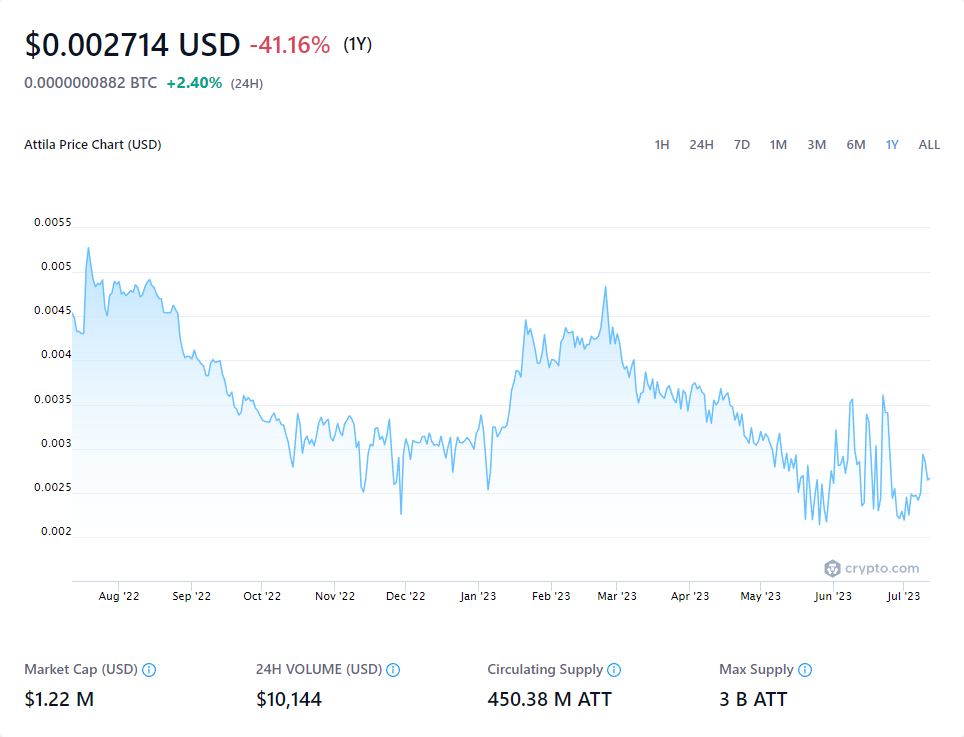 $0.002714 USD -41.16% (1Y)
0.0000000882 BTC +2.40% (24H)
Attila Price Chart (USD) 1H 24H 7D 1M 3M 6M 1Y ALL
0.0055
0.005
0.0045
0.004
0.0035
0.003
0.0025
0.002
crypto.com
Aug '22 Sep '22 Oct '22 Nov '22 Dec '22 Jan '23 Feb '23 Mar '23 Apr '23 May '23 Jun '23 Jul '23
Market Cap (USD) 24H VOLUME (USD) Circulating Supply Max Supply
$1.22 M $10,144 450.38 M ATT 3 B ATT